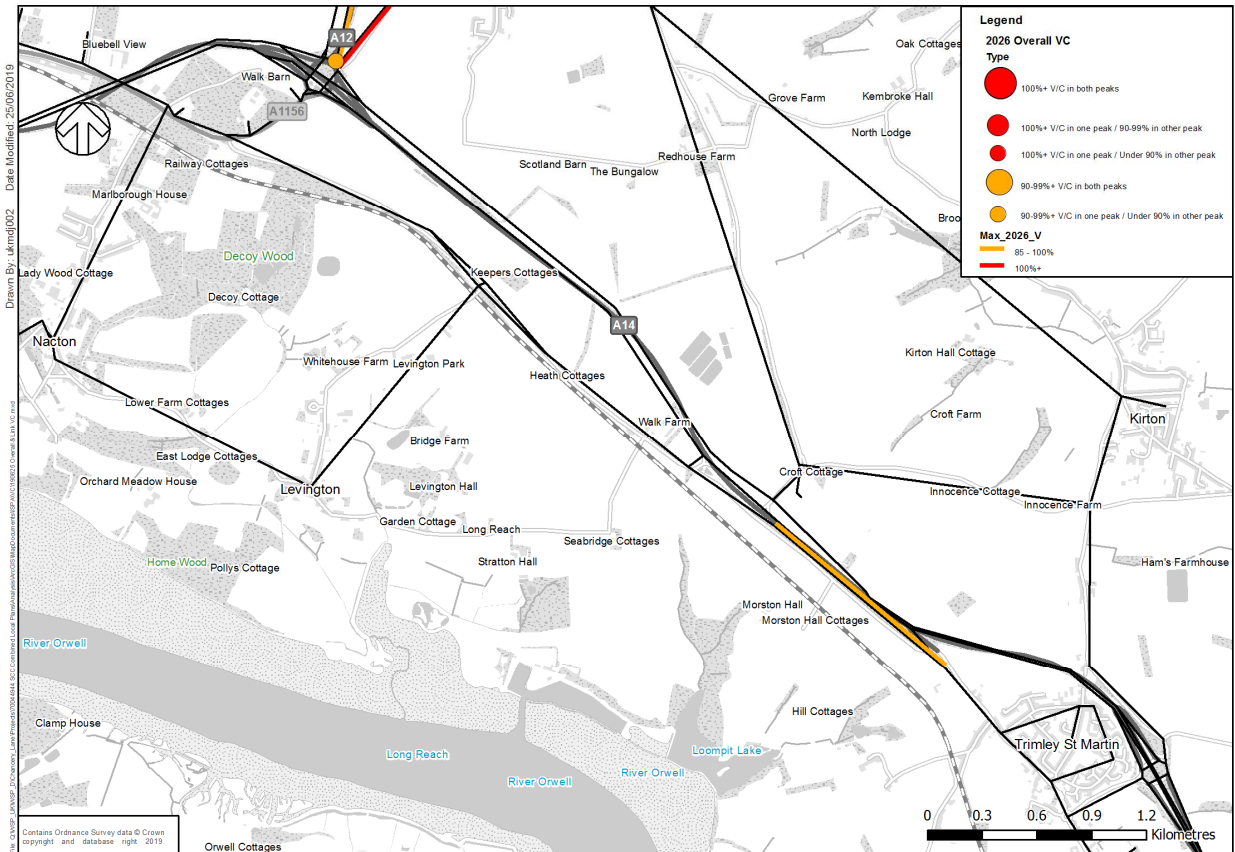 Legend
2026 Overall VC
Type
100%+ V/C in both peaks
100%+ V/C in one peak / 90-99% in other peak
100%+ V/C in one peak / Under 90% in other peak
90-99%+ V/C in both peaks
90-99%+ V/C in one peak / Under 90% in other peak
Max_2026_V
85 - 100%
100%+
A12
Bluebell View
Oak Cottages
Walk Barn
Grove Farm
Kembroke Hall
A1156
North Lodge
Railway Cottages
Scotland Barn
The Bungalow
Redhouse Farm
Marlborough House
Broo
Decoy Wood
Lady Wood Cottage
Keepers Cottages
Decoy Cottage
A14
Nacton
Whitehouse Farm
Levington Park
Kirton Hall Cottage
Heath Cottages
Lower Farm Cottages
Croft Farm
Kirton
Walk Farm
Bridge Farm
East Lodge Cottages
Croft Cottage
Orchard Meadow House
Levington
Levington Hall
Innocence Cottage
Innocence Farm
Garden Cottage
Long Reach
Seabridge Cottages
Home Wood
Pollys Cottage
Stratton Hall
Ham's Farmhouse
Morston Hall
Morston Hall Cottages
River Orwell
Clamp House
Hill Cottages
Long Reach
Loompit Lake
Trimley St Martin
River Orwell
River Orwell
0 0.3 0.6 0.9 1.2
Kilometres
Orwell Cottages
Contains Ordnance Survey data © Crown
copyright and database right 2019.
Drawn By: ukmgj002 Date Modified: 25/06/2019